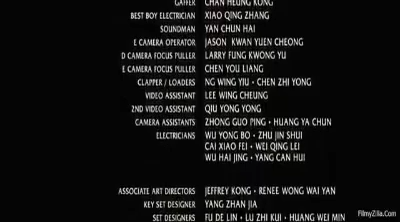 GAFFER CHAN HEUNG KONG
BEST BOY ELECTRICIAN XIAO QING ZHANG
SOUNDMAN YAN CHUN HAI
E CAMERA OPERATOR JASON KWAN YUEN CHEONG
D CAMERA FOCUS PULLER LARRY FUNG KWONG YU
E CAMERA FOCUS PULLER CHEN YOU LIANG
CLAPPER / LOADERS NG WING YIU • CHEN ZHI YONG
VIDEO ASSISTANT LEE WING CHEUNG
2ND VIDEO ASSISTANT QIU YONG YONG
CAMERA ASSISTANTS ZHONG GUO PING • HUANG YA CHUN
ELECTRICIANS WU YONG BO • ZHU JIN SHUI
CAI XIAO FEI • WEI QING LEI
WU HAI JING • YANG CAN HUI
ASSOCIATE ART DIRECTORS JEFFREY KONG • RENEE WONG WAI YAN
KEY SET DESIGNER YANG ZHAN JIA
SET DESIGNERS FU DE LIN • LU ZHI KUI • HUANG WEI MIN
FilmyZilla.Com